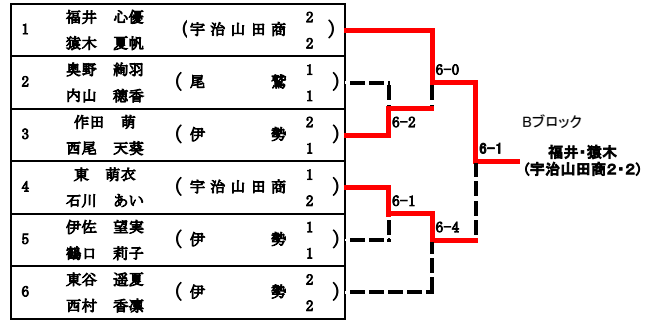 福井　心優　2
1　(宇治山田商)　6-0
猿木　夏帆　2
奥野　絢羽　1
2　(尾　鷲)
内山　穂香　1
作田　萌　2　6-2　Bブロック
3　(伊　勢)
西尾　天葵　1　6-1　福井・猿木
東　萌衣　1　(宇治山田商2・2)
4　(宇治山田商)
石川　あい　2　6-1
伊佐　望実　1　6-4
5　(伊　勢)
鶴口　莉子　1
東谷　遥夏　2
6　(伊　勢)
西村　香凛　2